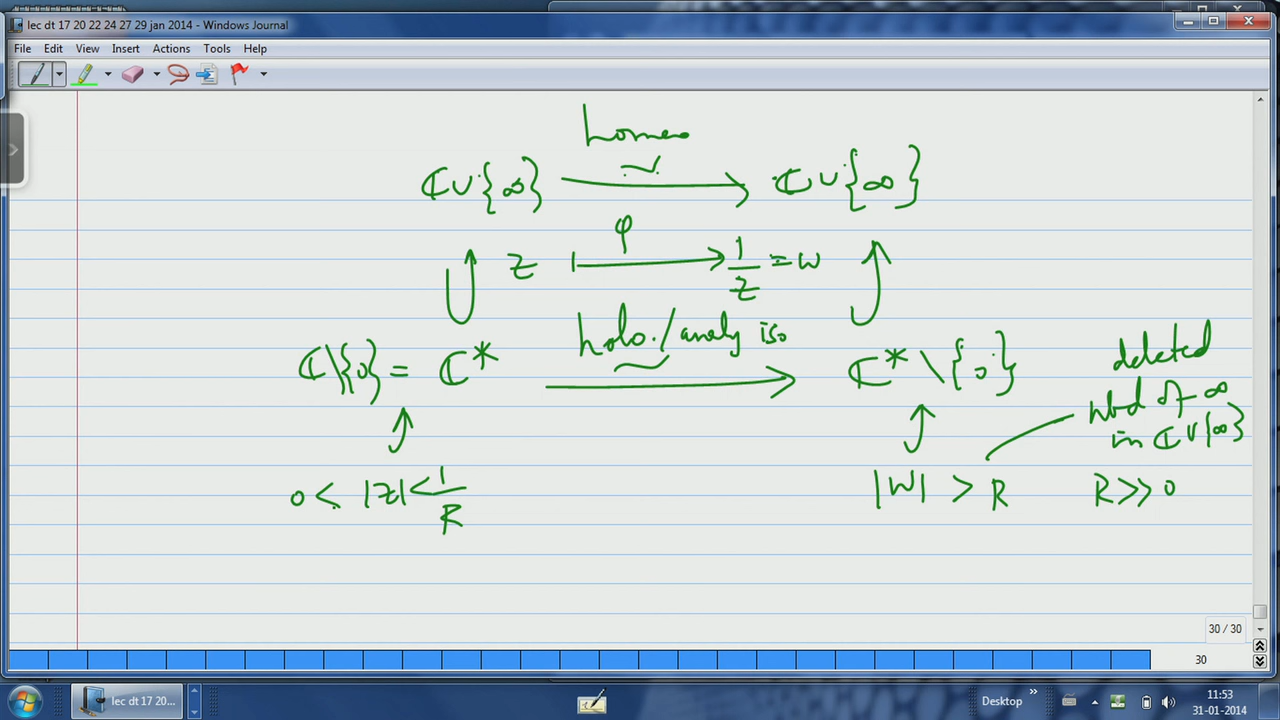 lec dt 17 20 22 24 27 29 jan 2014 - Windows Journal
File Edit View Insert Actions Tools Help
homeo
ℂ∪{∞} ⟶ ~ ℂ∪{∞}
φ
z ⟼ 1/z = w
holo./analy iso
ℂ\{0} = ℂ* ⟶ ~ ℂ*\{0}
deleted
nbd of ∞
in ℂ∪{∞}
0 < |z| < 1/R
|w| > R R >> 0
30 / 30
30
lec dt 17 20...
Desktop
11:53
31-01-2014